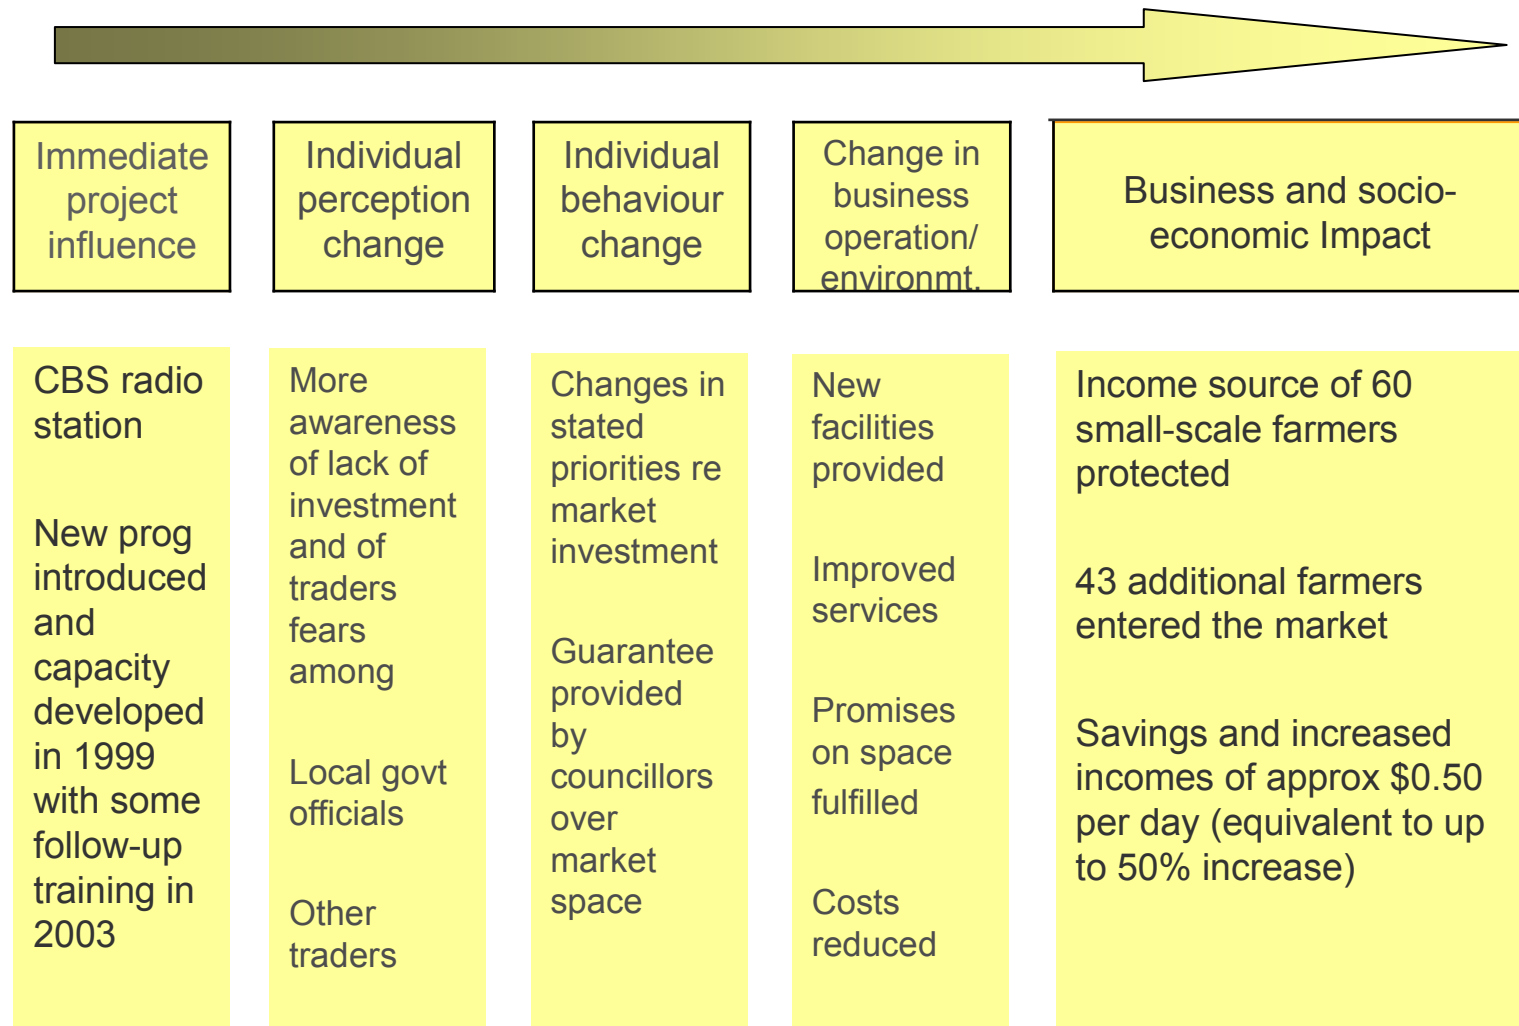 Immediate
project
influence
Individual
perception
change
Individual
behaviour
change
Change in
business
operation/
environmt.
Business and socio-
economic Impact
CBS radio
station
New prog
introduced
and
capacity
developed
in 1999
with some
follow-up
training in
2003
More
awareness
of lack of
investment
and of
traders
fears
among
Local govt
officials
Other
traders
Changes in
stated
priorities re
market
investment
Guarantee
provided
by
councillors
over
market
space
New
facilities
provided
Improved
services
Promises
on space
fulfilled
Costs
reduced
Income source of 60
small-scale farmers
protected
43 additional farmers
entered the market
Savings and increased
incomes of approx $0.50
per day (equivalent to up
to 50% increase)